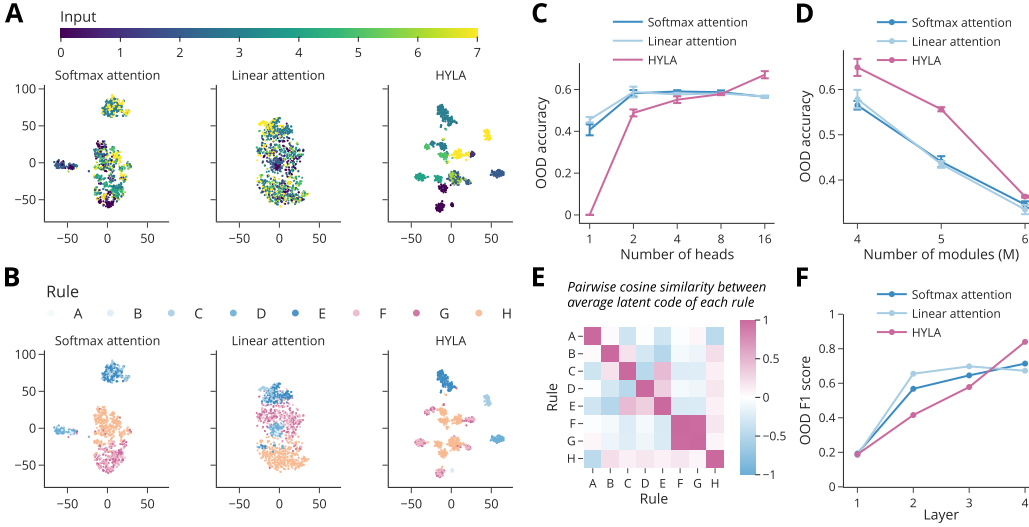 A
Input
0 1 2 3 4 5 6 7
Softmax attention Linear attention HYLA
100
50
0
−50
−50 0 50 −50 0 50 −50 0 50
B
Rule
A B C D E F G H
Softmax attention Linear attention HYLA
100
50
0
−50
−50 0 50 −50 0 50 −50 0 50
C
Softmax attention
Linear attention
HYLA
OOD accuracy
0.6
0.4
0.2
0
1 2 4 8 16
Number of heads
D
Softmax attention
Linear attention
HYLA
OOD accuracy
0.6
0.5
0.4
4 5 6
Number of modules (M)
E
Pairwise cosine similarity between
average latent code of each rule
Rule
A
B
C
D
E
F
G
H
A B C D E F G H
Rule
1
0.5
0
−0.5
−1
F
Softmax attention
Linear attention
HYLA
OOD F1 score
1
0.8
0.6
0.4
0.2
0
1 2 3 4
Layer